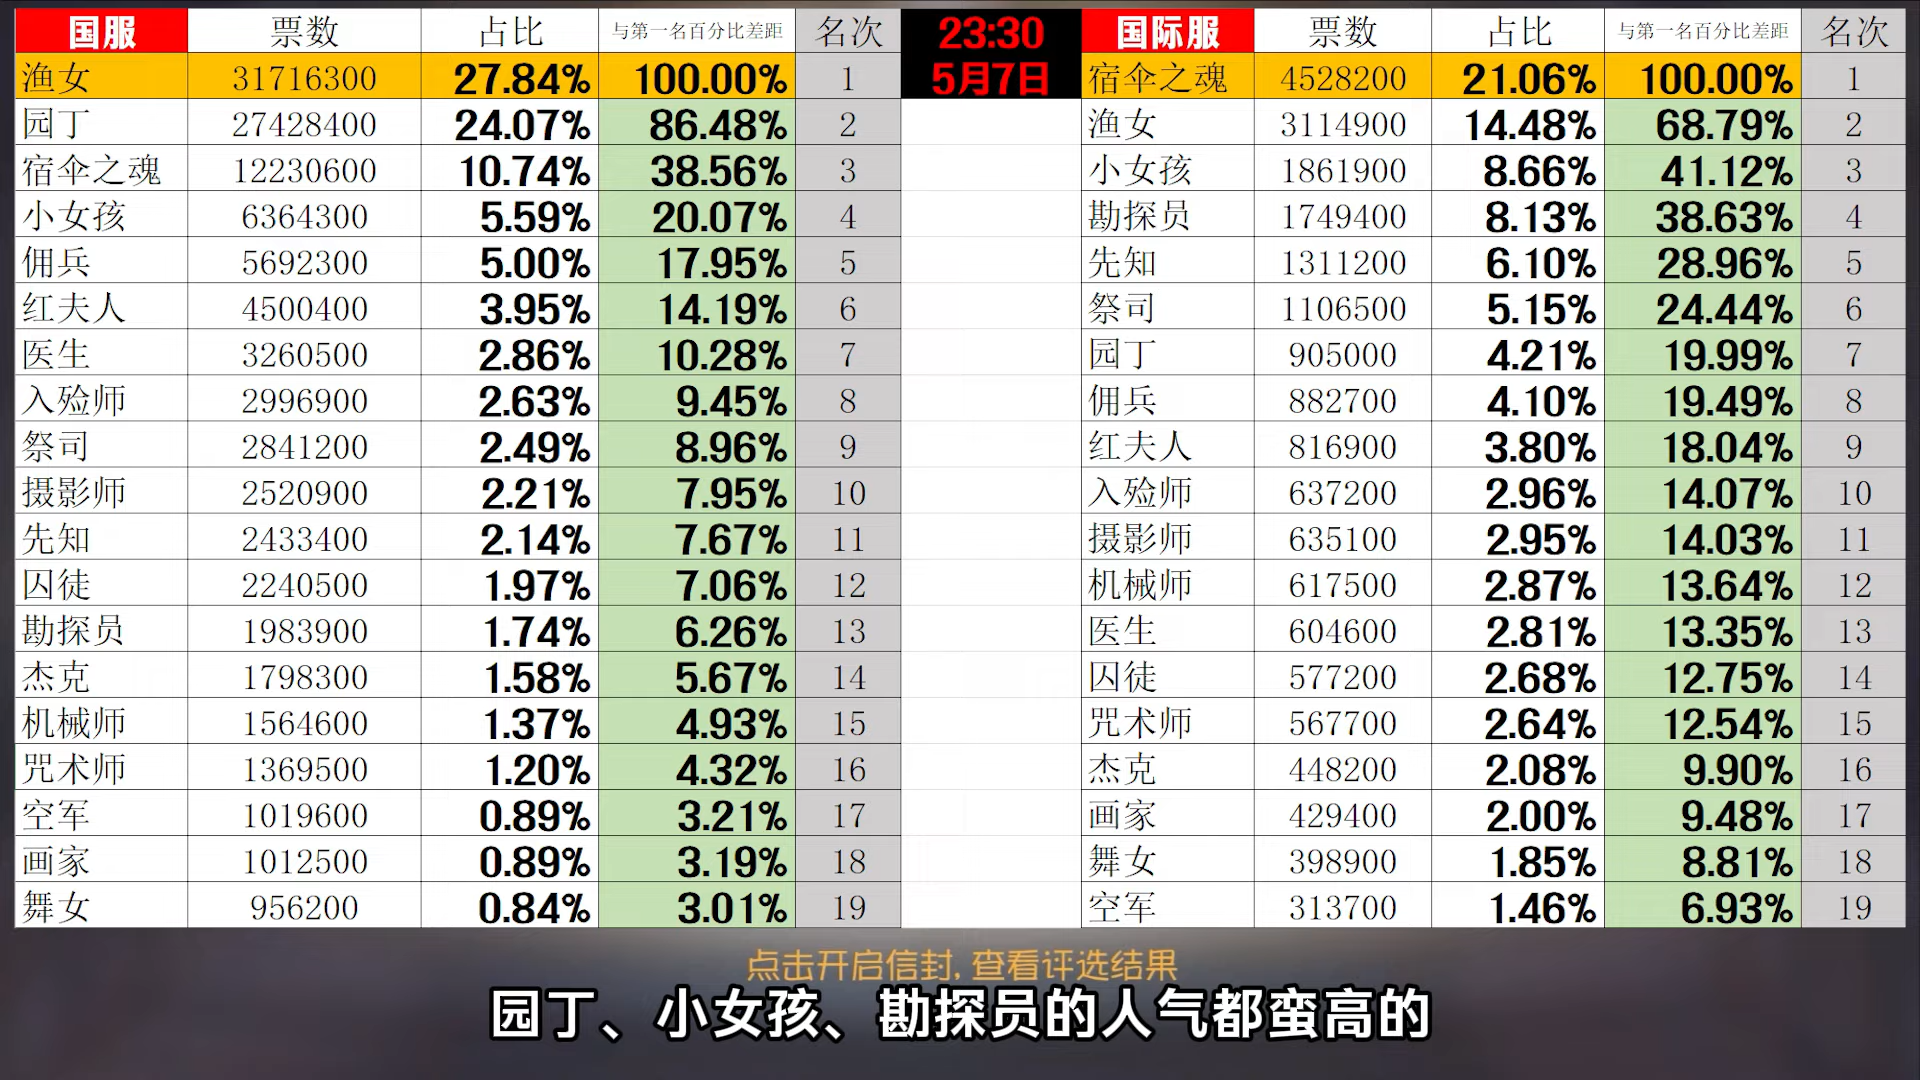 国服 票数 占比 与第一名百分比差距 名次 23:30 国际服 票数 占比 与第一名百分比差距 名次
渔女 31716300 27.84% 100.00% 1 5月7日 宿伞之魂 4528200 21.06% 100.00% 1
园丁 27428400 24.07% 86.48% 2 渔女 3114900 14.48% 68.79% 2
宿伞之魂 12230600 10.74% 38.56% 3 小女孩 1861900 8.66% 41.12% 3
小女孩 6364300 5.59% 20.07% 4 勘探员 1749400 8.13% 38.63% 4
佣兵 5692300 5.00% 17.95% 5 先知 1311200 6.10% 28.96% 5
红夫人 4500400 3.95% 14.19% 6 祭司 1106500 5.15% 24.44% 6
医生 3260500 2.86% 10.28% 7 园丁 905000 4.21% 19.99% 7
入殓师 2996900 2.63% 9.45% 8 佣兵 882700 4.10% 19.49% 8
祭司 2841200 2.49% 8.96% 9 红夫人 816900 3.80% 18.04% 9
摄影师 2520900 2.21% 7.95% 10 入殓师 637200 2.96% 14.07% 10
先知 2433400 2.14% 7.67% 11 摄影师 635100 2.95% 14.03% 11
囚徒 2240500 1.97% 7.06% 12 机械师 617500 2.87% 13.64% 12
勘探员 1983900 1.74% 6.26% 13 医生 604600 2.81% 13.35% 13
杰克 1798300 1.58% 5.67% 14 囚徒 577200 2.68% 12.75% 14
机械师 1564600 1.37% 4.93% 15 咒术师 567700 2.64% 12.54% 15
咒术师 1369500 1.20% 4.32% 16 杰克 448200 2.08% 9.90% 16
空军 1019600 0.89% 3.21% 17 画家 429400 2.00% 9.48% 17
画家 1012500 0.89% 3.19% 18 舞女 398900 1.85% 8.81% 18
舞女 956200 0.84% 3.01% 19 空军 313700 1.46% 6.93% 19
点击开启信封,查看评选结果
园丁、小女孩、勘探员的人气都蛮高的